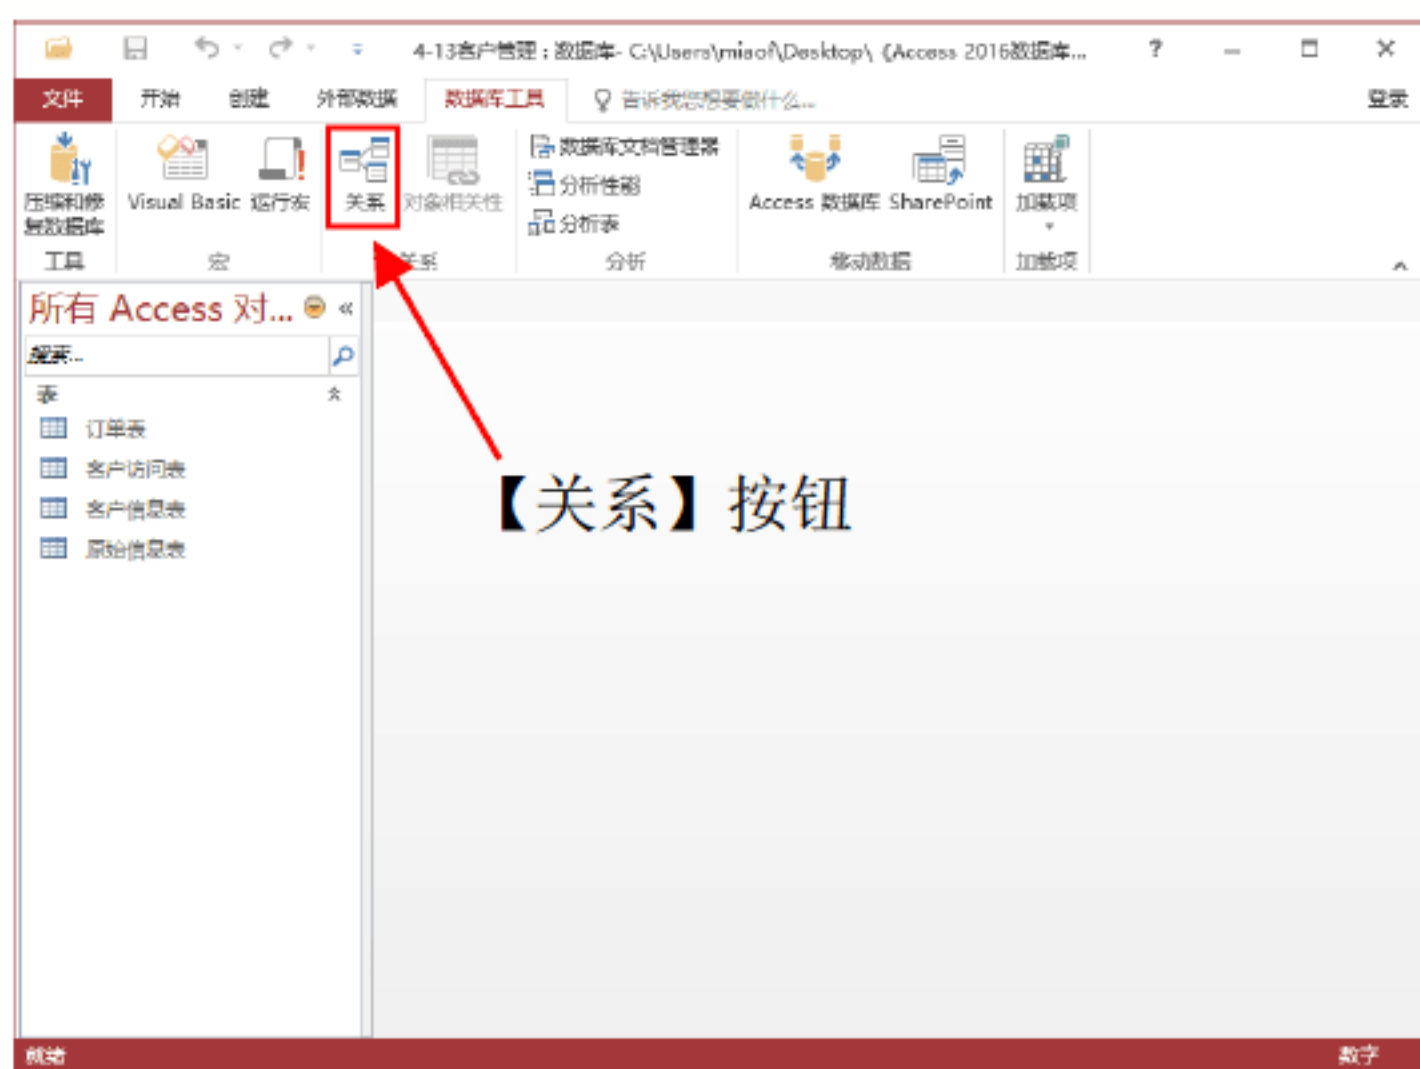 4-13客户管理：数据库- C:\Users\miaof\Desktop\《Access 2016数据库... ?
文件 开始 创建 外部数据 数据库工具 告诉我您想要做什么... 登录
压缩和修
复数据库
Visual Basic 运行宏
关系
对象相关性
数据库文档管理器
分析性能
分析表
Access 数据库 SharePoint
加载项
工具 宏 关系 分析 移动数据 加载项
所有 Access 对... «
搜索...
表
订单表
客户访问表
客户信息表
原始信息表
【关系】按钮
就绪 数字